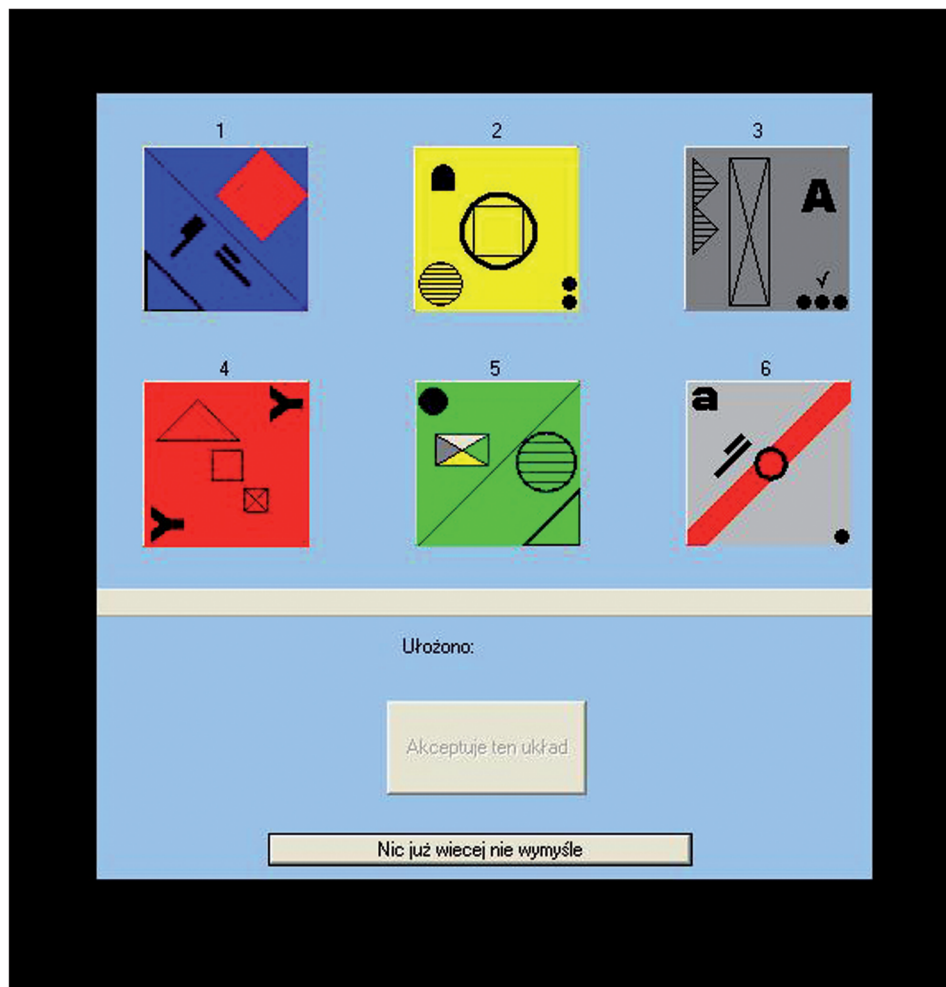 1 2 3
A
√
4 5 6
Y a
Y
Ułożono:
Akceptuje ten układ
Nic już wiecej nie wymyśle